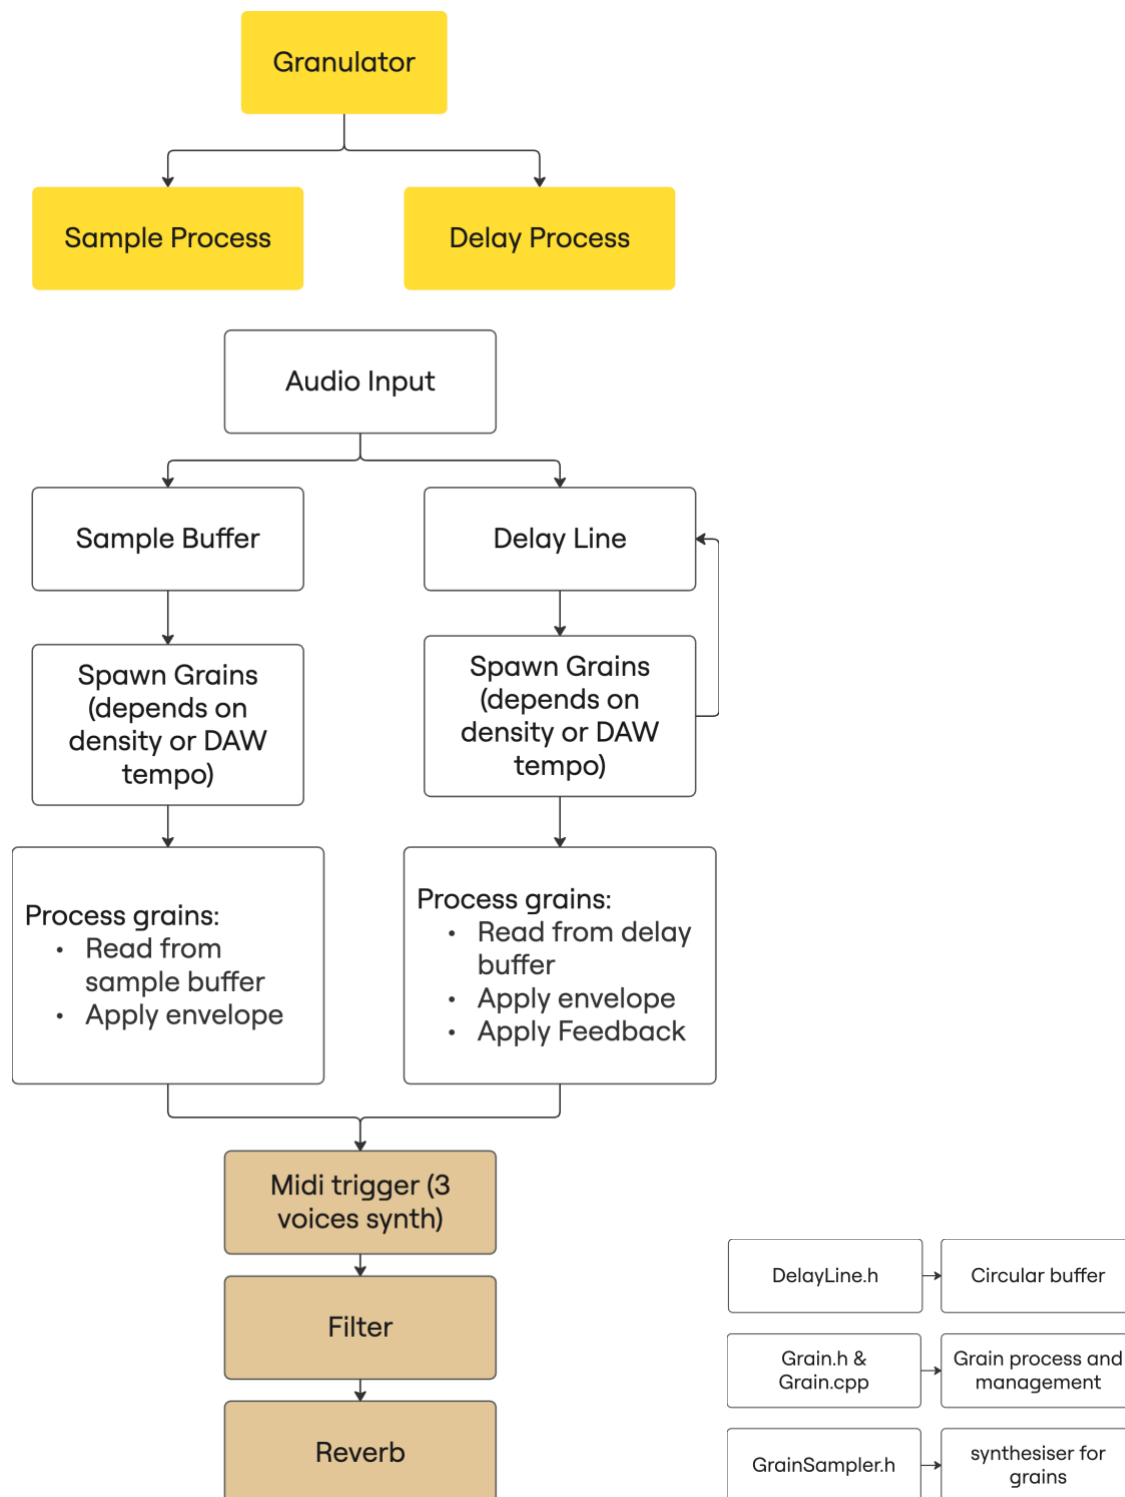 Granulator
Sample Process
Delay Process
Audio Input
Sample Buffer
Delay Line
Spawn Grains
(depends on
density or DAW
tempo)
Spawn Grains
(depends on
density or DAW
tempo)
Process grains:
• Read from
sample buffer
• Apply envelope
Process grains:
• Read from delay
buffer
• Apply envelope
• Apply Feedback
Midi trigger (3
voices synth)
Filter
Reverb
DelayLine.h
Circular buffer
Grain.h &
Grain.cpp
Grain process and
management
GrainSampler.h
synthesiser for
grains